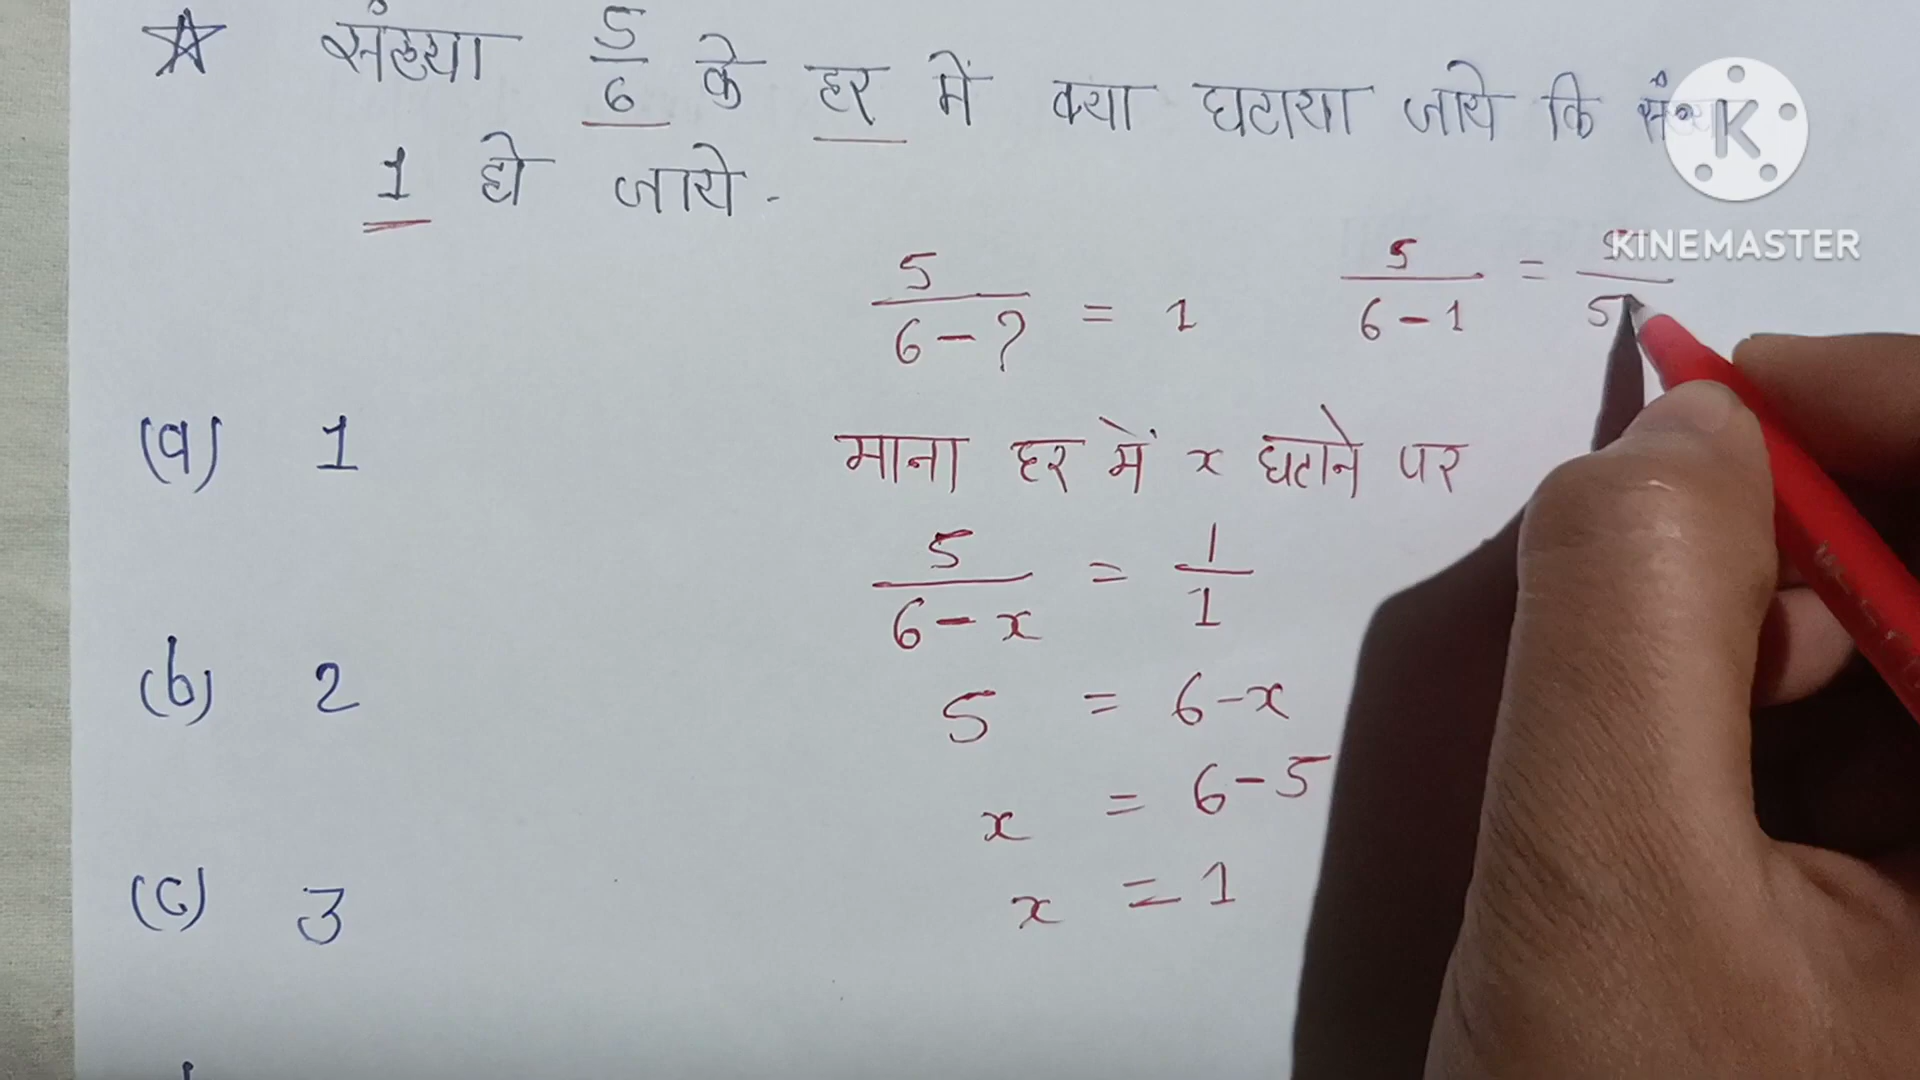 ☆ संख्या 5/6 के हर में क्या घटाया जाये कि
1 हो जाये -
5/(6-?) = 1
5/(6-1) = 5/5
KINEMASTER
(a) 1
माना हर में x घटाने पर
5/(6-x) = 1/1
(b) 2
5 = 6-x
x = 6-5
(c) 3
x = 1